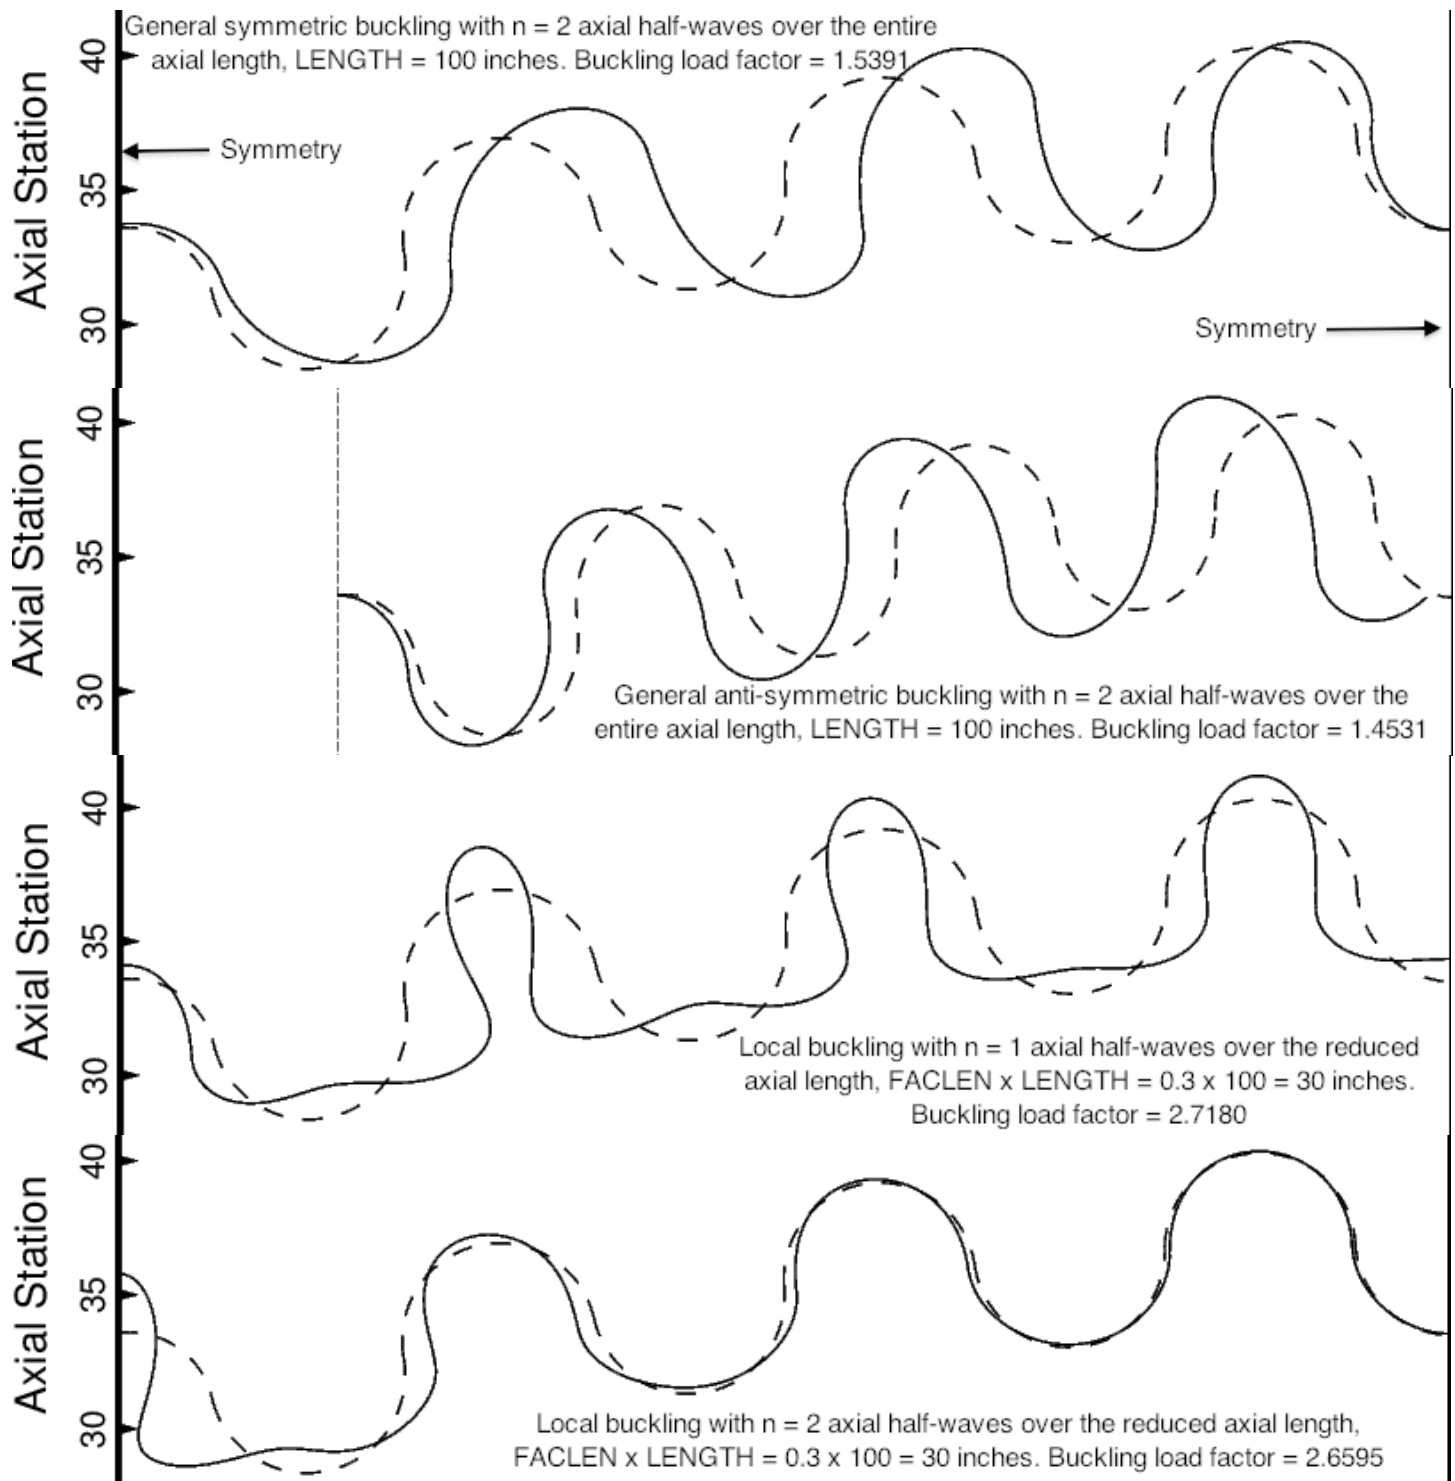 General symmetric buckling with n = 2 axial half-waves over the entire
axial length, LENGTH = 100 inches. Buckling load factor = 1.5391
Axial Station
40
35
30
Symmetry
Symmetry
Axial Station
40
35
30
General anti-symmetric buckling with n = 2 axial half-waves over the
entire axial length, LENGTH = 100 inches. Buckling load factor = 1.4531
Axial Station
40
35
30
Local buckling with n = 1 axial half-waves over the reduced
axial length, FACLEN x LENGTH = 0.3 x 100 = 30 inches.
Buckling load factor = 2.7180
Axial Station
40
35
30
Local buckling with n = 2 axial half-waves over the reduced axial length,
FACLEN x LENGTH = 0.3 x 100 = 30 inches. Buckling load factor = 2.6595